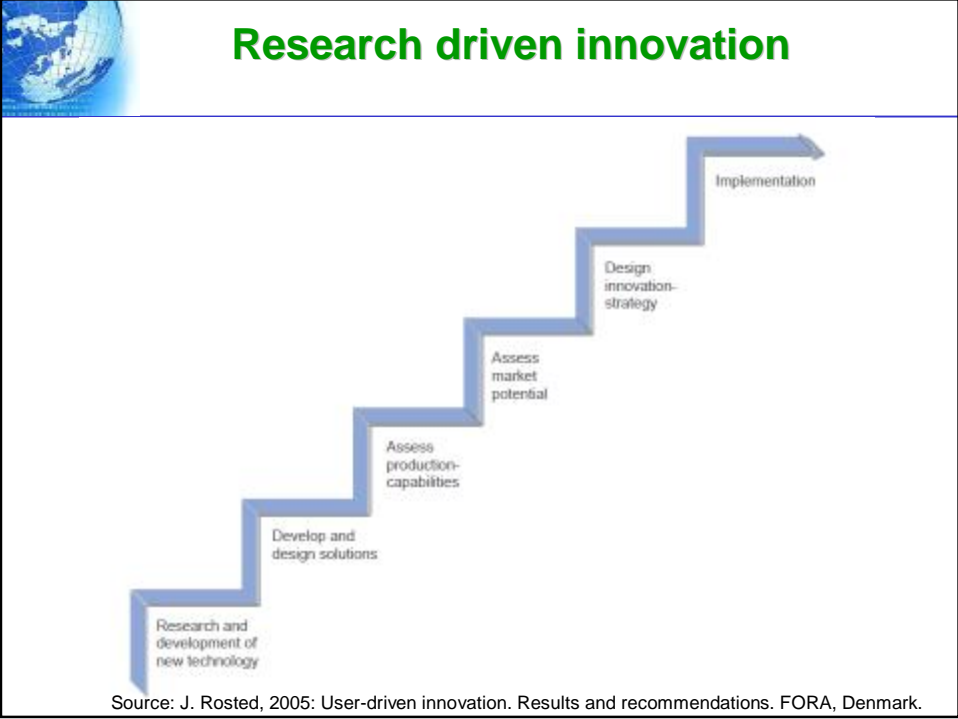 Research driven innovation
Implementation
Design
innovation-
strategy
Assess
market
potential
Assess
production-
capabilities
Develop and
design solutions
Research and
development of
new technology
Source: J. Rosted, 2005: User-driven innovation. Results and recommendations. FORA, Denmark.